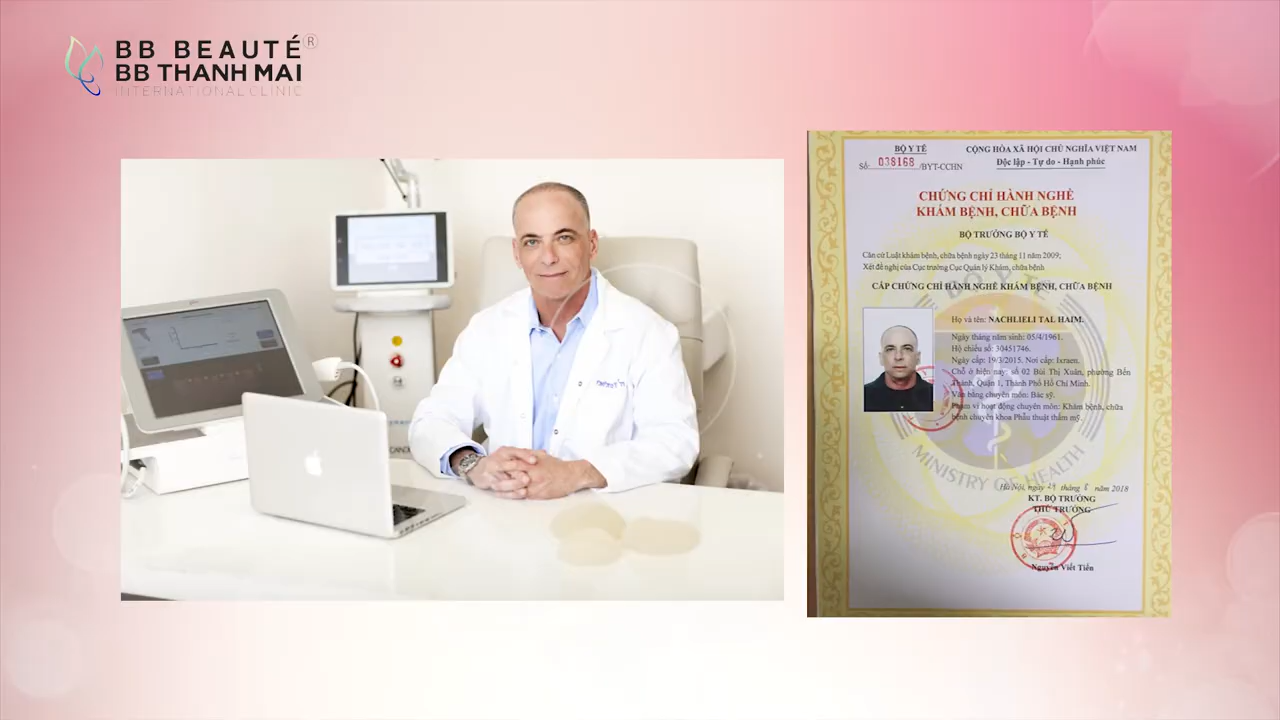 BB BEAUTÉ ®
BB THANH MAI
INTERNATIONAL CLINIC
BỘ Y TẾ
CỘNG HÒA XÃ HỘI CHỦ NGHĨA VIỆT NAM
Số: 038168 /BYT-CCHN
Độc lập - Tự do - Hạnh phúc
CHỨNG CHỈ HÀNH NGHỀ
KHÁM BỆNH, CHỮA BỆNH
BỘ TRƯỞNG BỘ Y TẾ
Căn cứ Luật khám bệnh, chữa bệnh ngày 23 tháng 11 năm 2009;
Xét đề nghị của Cục trưởng Cục Quản lý Khám, chữa bệnh
CẤP CHỨNG CHỈ HÀNH NGHỀ KHÁM BỆNH, CHỮA BỆNH
Họ và tên: NACHLIELI TAL HAIM.
Ngày tháng năm sinh: 05/4/1961.
Hộ chiếu số: 30451746.
Ngày cấp: 19/3/2015. Nơi cấp: Ixraen.
Chỗ ở hiện nay: số 02 Bùi Thị Xuân, phường Bến
Thành, Quận 1, Thành Phố Hồ Chí Minh.
Văn bằng chuyên môn: Bác sỹ.
Phạm vi hoạt động chuyên môn: Khám bệnh, chữa
bệnh chuyên khoa Phẫu thuật thẩm mỹ.
MINISTRY OF HEALTH
Hà Nội, ngày 29 tháng 8 năm 2018
KT. BỘ TRƯỞNG
THỨ TRƯỞNG
Nguyễn Viết Tiến